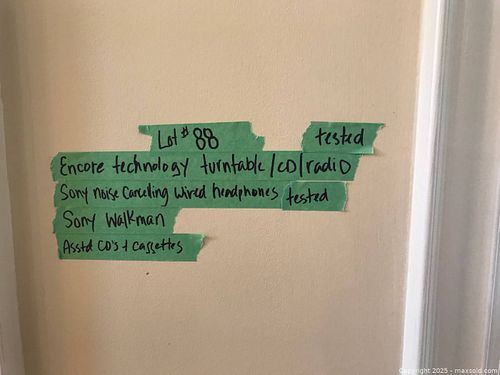 Lot # 88
tested
Encore technology turntable/CD/radio
Sony noise Cancelling wired headphones tested
Sony Walkman
Asstd CD's + cassettes
Copyright 2025 - maxsold.com